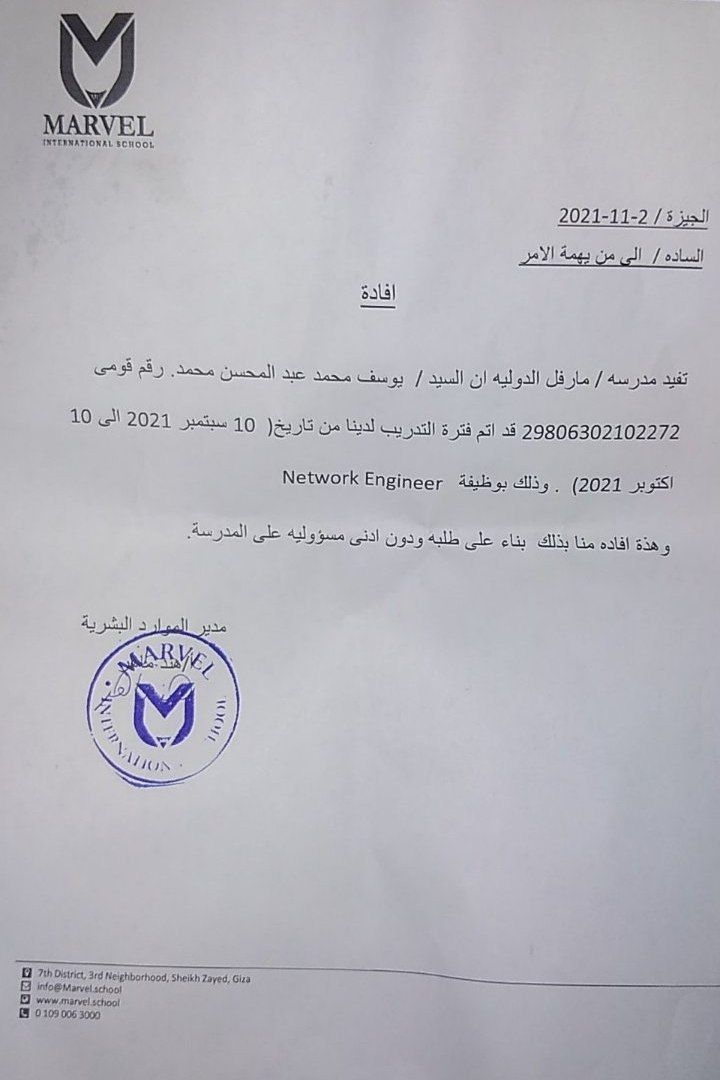 MARVEL
INTERNATIONAL SCHOOL
الجيزة / 2-11-2021
الساده / الى من يهمة الامر
افادة
تفيد مدرسه / مارفل الدوليه ان السيد / يوسف محمد عبد المحسن محمد. رقم قومى
29806302102272 قد اتم فترة التدريب لدينا من تاريخ( 10 سبتمبر 2021 الى 10
اكتوبر 2021) . وذلك بوظيفة Network Engineer
وهذة افاده منا بذلك بناء على طلبه ودون ادنى مسؤوليه على المدرسة.
مدير الموارد البشرية
أ/هند
MARVEL
INTERNATION
7th District, 3rd Neighborhood, Sheikh Zayed, Giza
info@Marvel.school
www.marvel.school
0 109 006 3000